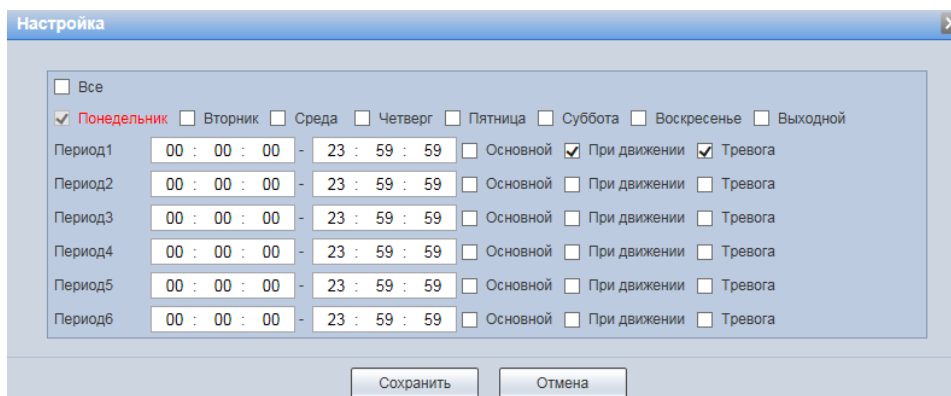 Настройка
Все
Понедельник Вторник Среда Четверг Пятница Суббота Воскресенье Выходной
Период1 00 : 00 : 00 - 23 : 59 : 59 Основной При движении Тревога
Период2 00 : 00 : 00 - 23 : 59 : 59 Основной При движении Тревога
Период3 00 : 00 : 00 - 23 : 59 : 59 Основной При движении Тревога
Период4 00 : 00 : 00 - 23 : 59 : 59 Основной При движении Тревога
Период5 00 : 00 : 00 - 23 : 59 : 59 Основной При движении Тревога
Период6 00 : 00 : 00 - 23 : 59 : 59 Основной При движении Тревога
Сохранить Отмена